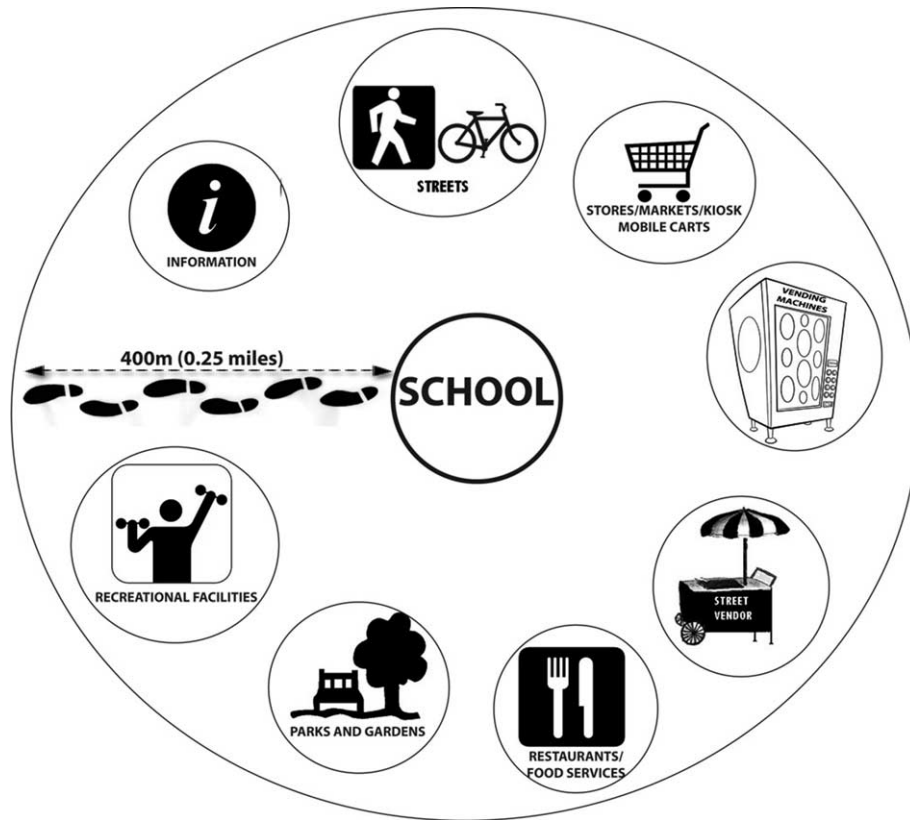 STREETS
STORES/MARKETS/KIOSK
MOBILE CARTS
i
INFORMATION
VENDING
MACHINES
400m (0.25 miles)
SCHOOL
RECREATIONAL FACILITIES
STREET
VENDOR
PARKS AND GARDENS
RESTAURANTS/
FOOD SERVICES